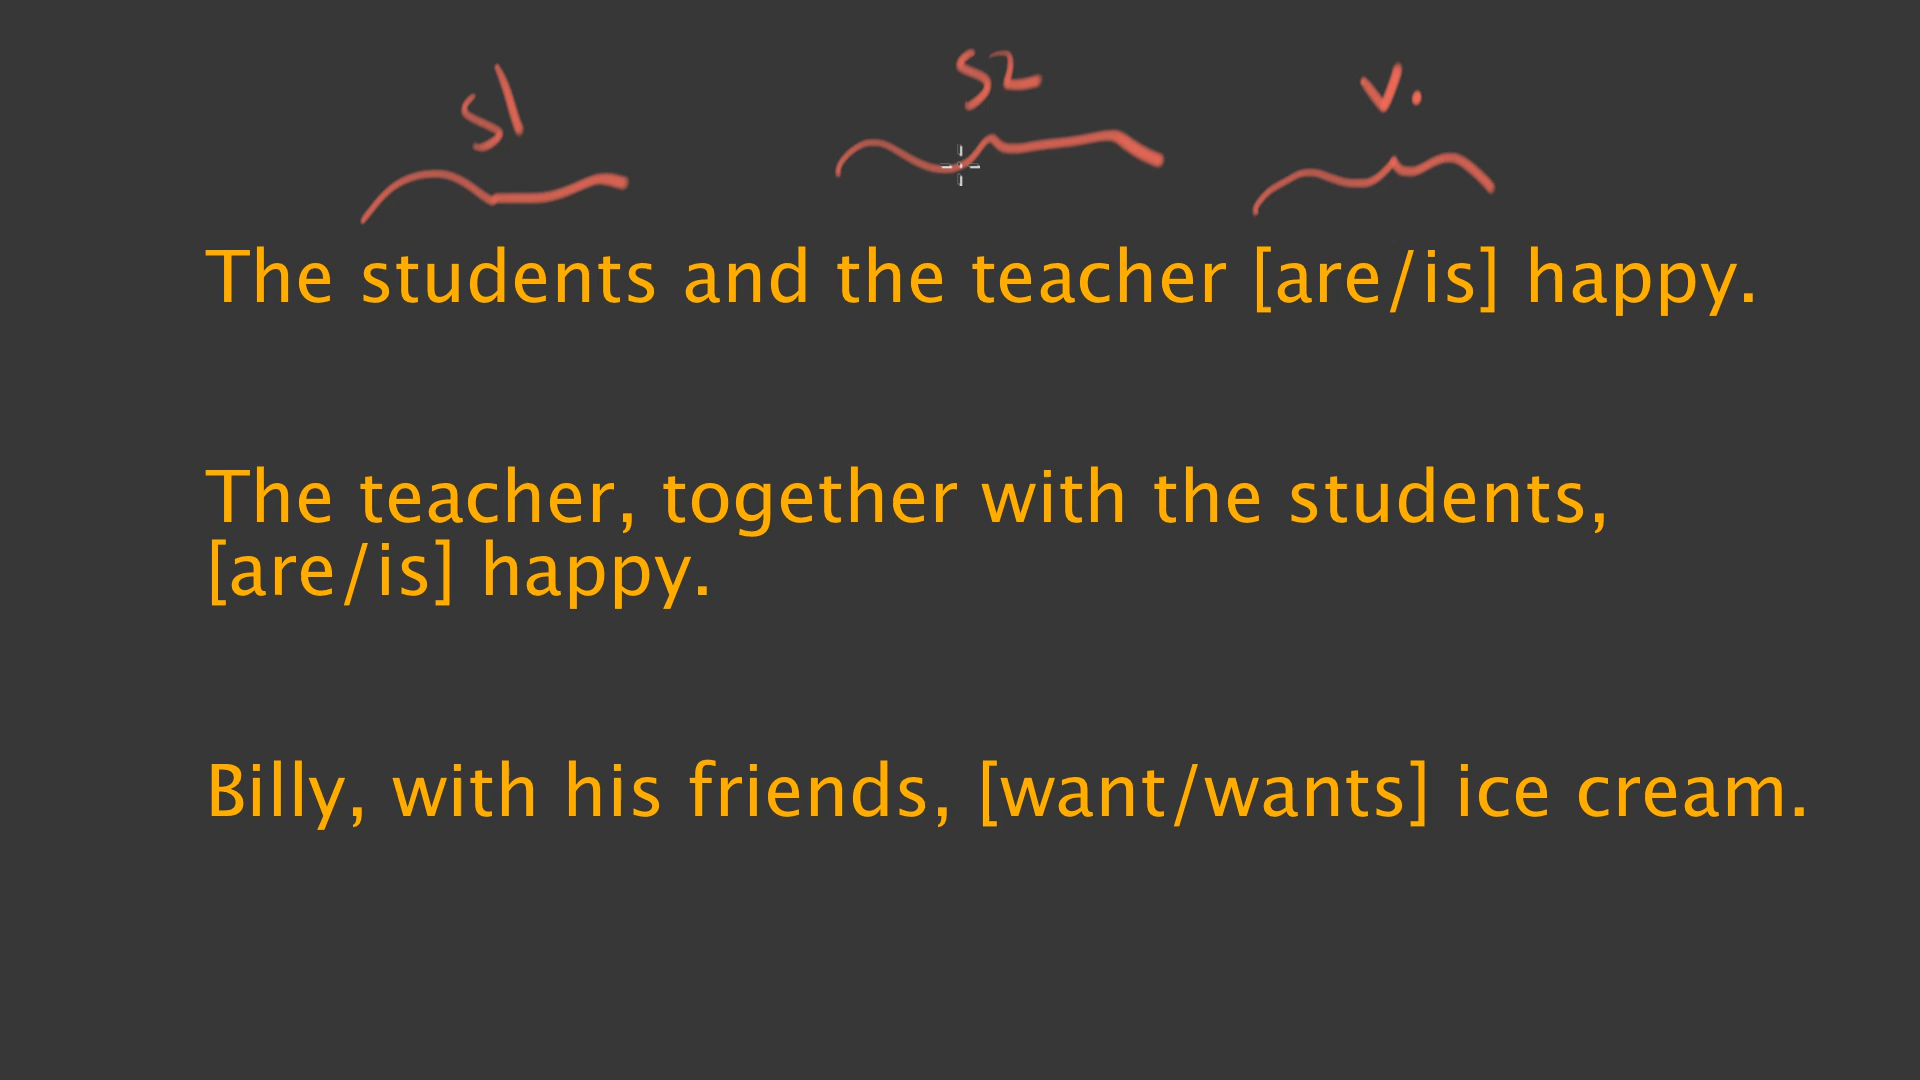 S1 S2 V.
The students and the teacher [are/is] happy.
The teacher, together with the students,
[are/is] happy.
Billy, with his friends, [want/wants] ice cream.